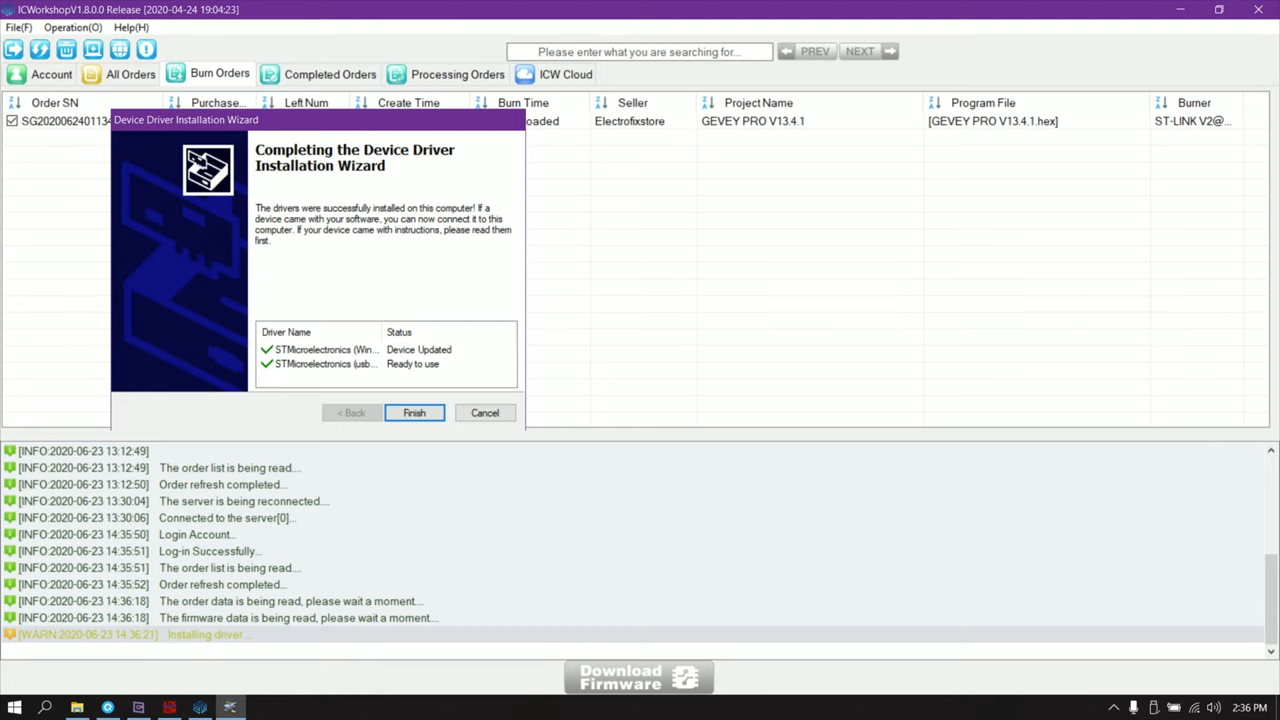 ICWorkshopV1.8.0.0 Release [2020-04-24 19:04:23]
File(F) Operation(O) Help(H)
Please enter what you are searching for...
PREV NEXT
Account All Orders Burn Orders Completed Orders Processing Orders ICW Cloud
Order SN Purchase... Left Num Create Time Burn Time Seller Project Name Program File Burner
SG2020062401134 oaded Electrofixstore GEVEY PRO V13.4.1 [GEVEY PRO V13.4.1.hex] ST-LINK V2@...
Device Driver Installation Wizard
Completing the Device Driver
Installation Wizard
The drivers were successfully installed on this computer! If a
device came with your software, you can now connect it to this
computer. If your device came with instructions, please read them
first.
Driver Name Status
STMicroelectronics (Win... Device Updated
STMicroelectronics (usb... Ready to use
< Back Finish Cancel
[INFO:2020-06-23 13:12:49]
[INFO:2020-06-23 13:12:49] The order list is being read....
[INFO:2020-06-23 13:12:50] Order refresh completed...
[INFO:2020-06-23 13:30:04] The server is being reconnected....
[INFO:2020-06-23 13:30:06] Connected to the server[0]...
[INFO:2020-06-23 14:35:50] Login Account...
[INFO:2020-06-23 14:35:51] Log-in Successfully...
[INFO:2020-06-23 14:35:51] The order list is being read....
[INFO:2020-06-23 14:35:52] Order refresh completed...
[INFO:2020-06-23 14:36:18] The order data is being read, please wait a moment....
[INFO:2020-06-23 14:36:18] The firmware data is being read, please wait a moment....
[WARN:2020-06-23 14:36:21] Installing driver ...
Download
Firmware
2:36 PM